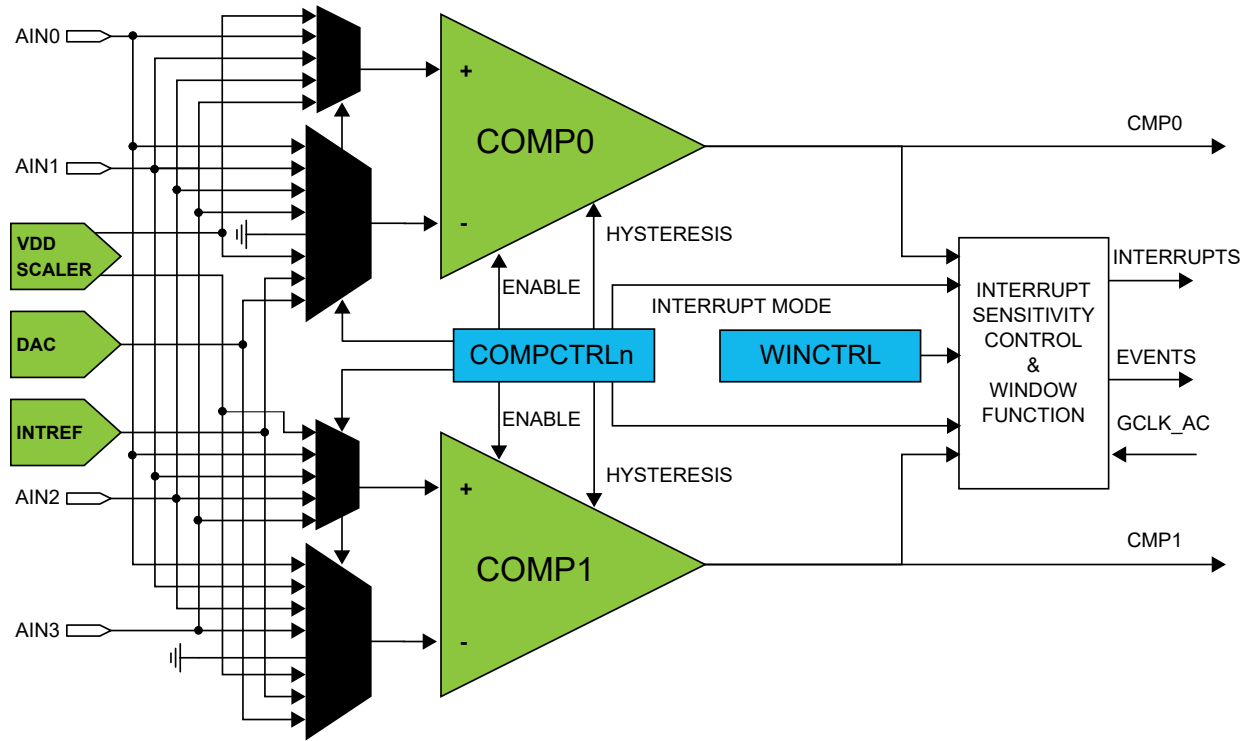 AIN0
+
COMP0
CMP0
AIN1
-
HYSTERESIS
VDD
SCALER
ENABLE
INTERRUPT MODE
INTERRUPTS
INTERRUPT
SENSITIVITY
CONTROL
&
WINDOW
FUNCTION
DAC
COMPCTRLn
WINCTRL
EVENTS
INTREF
ENABLE
GCLK_AC
HYSTERESIS
AIN2
+
COMP1
CMP1
AIN3
-